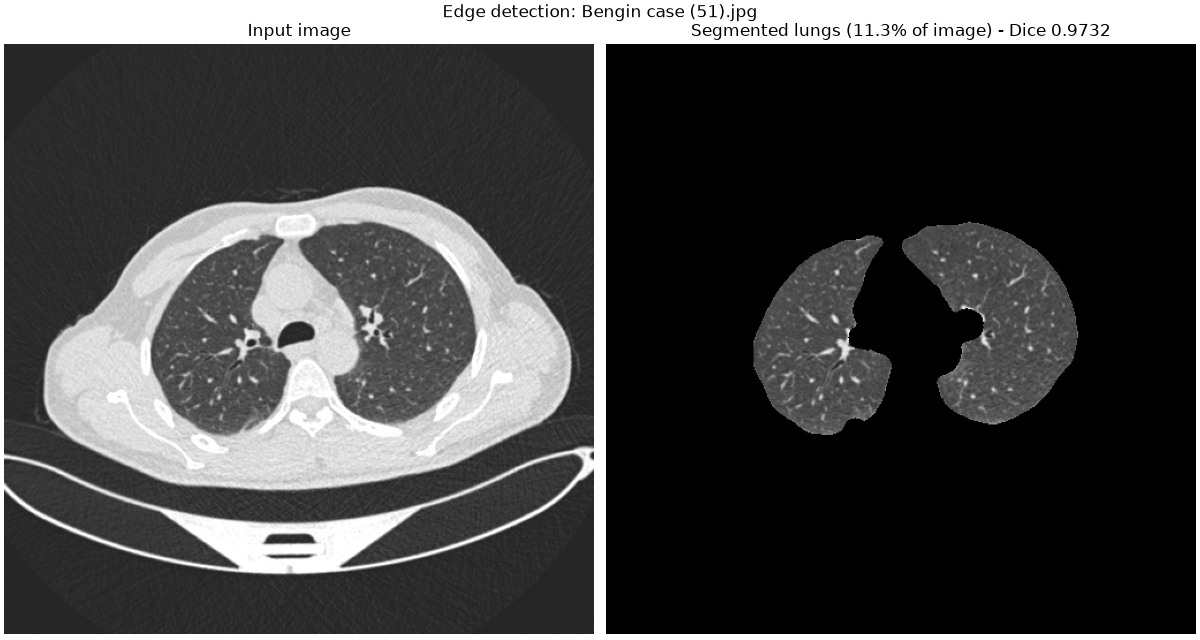 Edge detection: Bengin case (51).jpg
Input image
Segmented lungs (11.3% of image) - Dice 0.9732